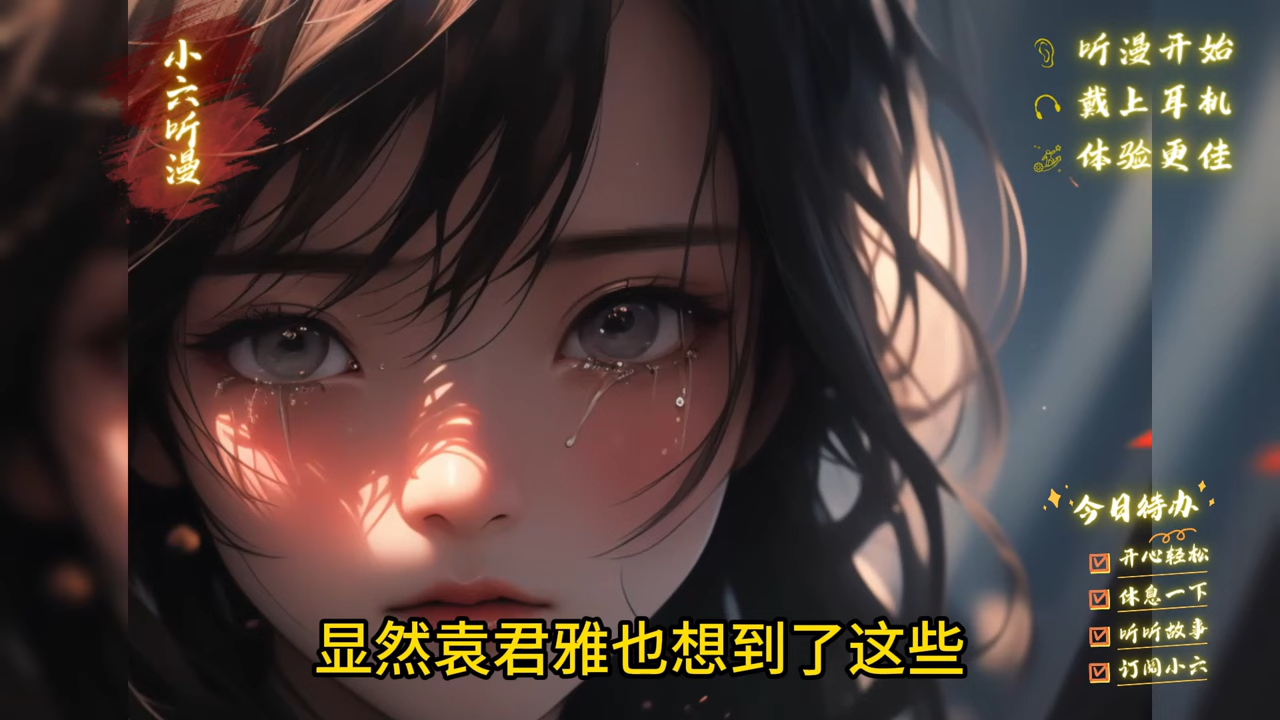 小六听漫
听漫开始
戴上耳机
体验更佳
今日待办
开心轻松
休息一下
听听故事
订阅小六
显然袁君雅也想到了这些